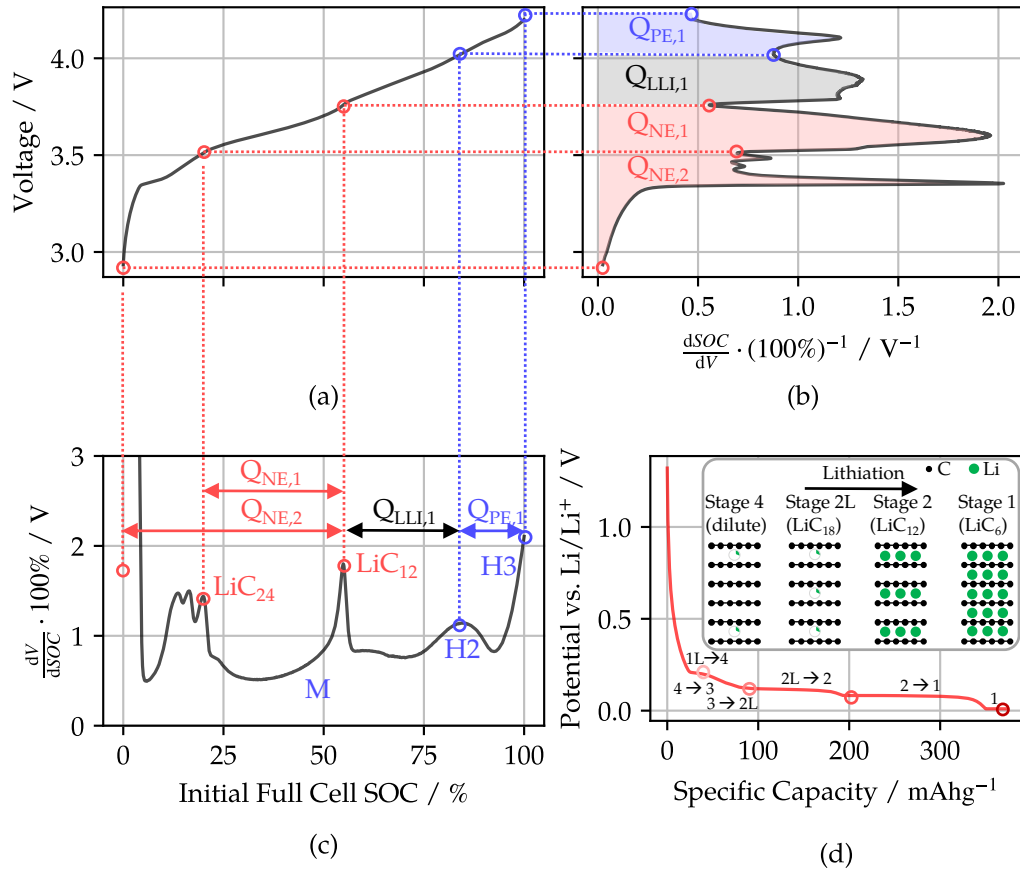 Voltage / V
4.0
3.5
3.0
(a)
Q_PE,1
Q_LLI,1
Q_NE,1
Q_NE,2
0.0 0.5 1.0 1.5 2.0
dSOC/dV · (100%)⁻¹ / V⁻¹
(b)
dV/dSOC · 100% / V
3
2
1
0
Q_NE,1
Q_NE,2
Q_LLI,1
Q_PE,1
LiC₂₄
LiC₁₂
M
H2
H3
0 25 50 75 100
Initial Full Cell SOC / %
(c)
Potential vs. Li/Li⁺ / V
1.0
0.5
0.0
Lithiation
C
Li
Stage 4 Stage 2L Stage 2 Stage 1
(dilute) (LiC₁₈) (LiC₁₂) (LiC₆)
1L→4
4→3
3→2L
2L→2
2→1
1
0 100 200 300
Specific Capacity / mAhg⁻¹
(d)